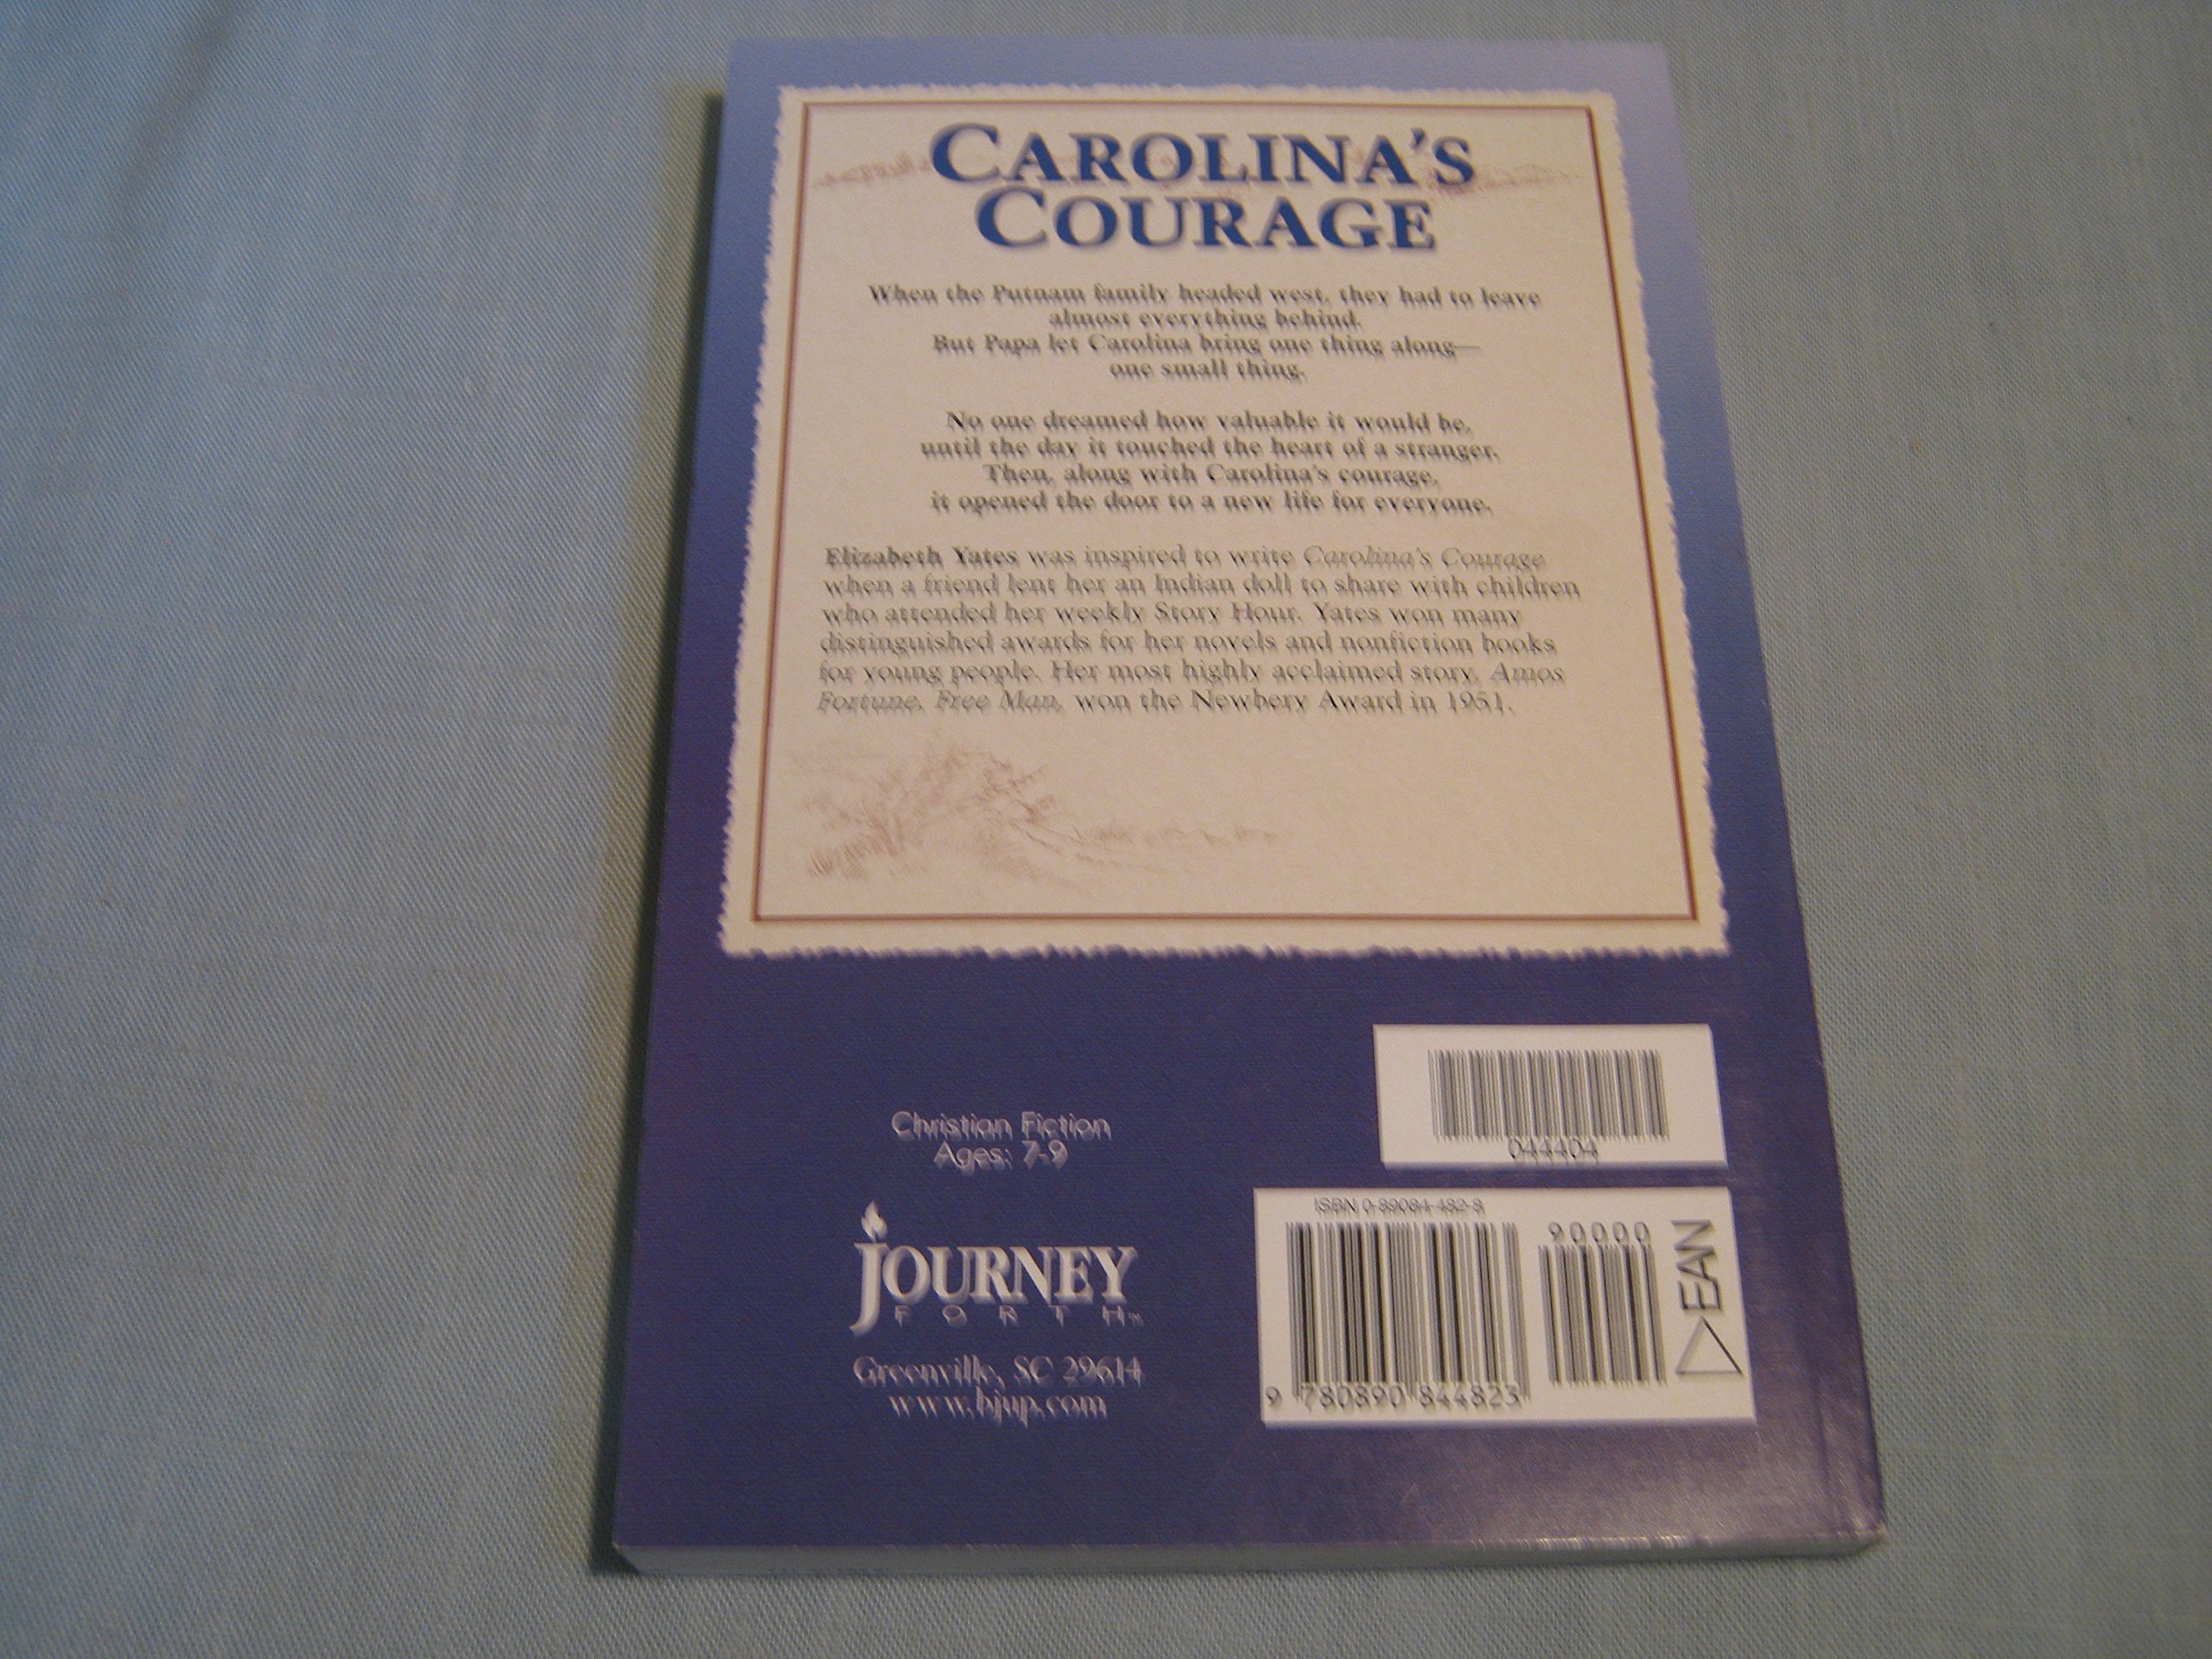 CAROLINA'S
COURAGE
When the Putnam family headed west, they had to leave
almost everything behind.
But Papa let Carolina bring one thing along—
one small thing.
No one dreamed how valuable it would be,
until the day it touched the heart of a stranger.
Then, along with Carolina's courage,
it opened the door to a new life for everyone.
Elizabeth Yates was inspired to write Carolina's Courage
when a friend lent her an Indian doll to share with children
who attended her weekly Story Hour. Yates won many
distinguished awards for her novels and nonfiction books
for young people. Her most highly acclaimed story, Amos
Fortune, Free Man, won the Newbery Award in 1951.
Christian Fiction
Ages: 7-9
JOURNEY
FORTH™
Greenville, SC 29614
www.bjup.com
044404
ISBN 0-89084-482-8
90000
EAN
9 780890 844823